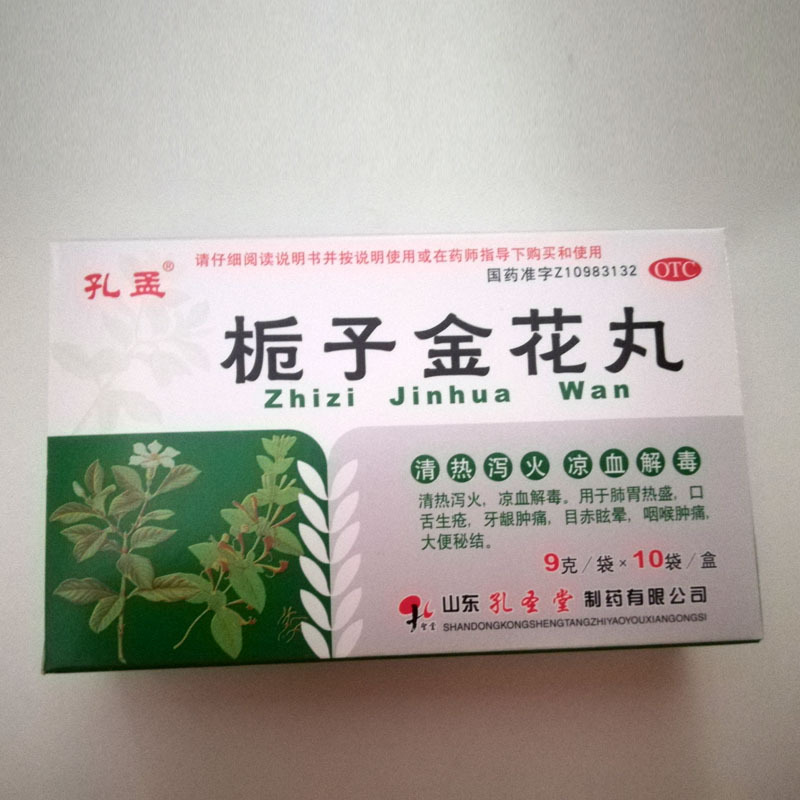 请仔细阅读说明书并按说明使用或在药师指导下购买和使用
孔孟®
国药准字Z10983132 OTC
栀子金花丸
Zhizi Jinhua Wan
清热泻火 凉血解毒
清热泻火，凉血解毒。用于肺胃热盛，口
舌生疮，牙龈肿痛，目赤眩晕，咽喉肿痛，
大便秘结。
9克/袋×10袋/盒
山东孔圣堂制药有限公司
SHANDONGKONGSHENGTANGZHIYAOYOUXIANGONGSI